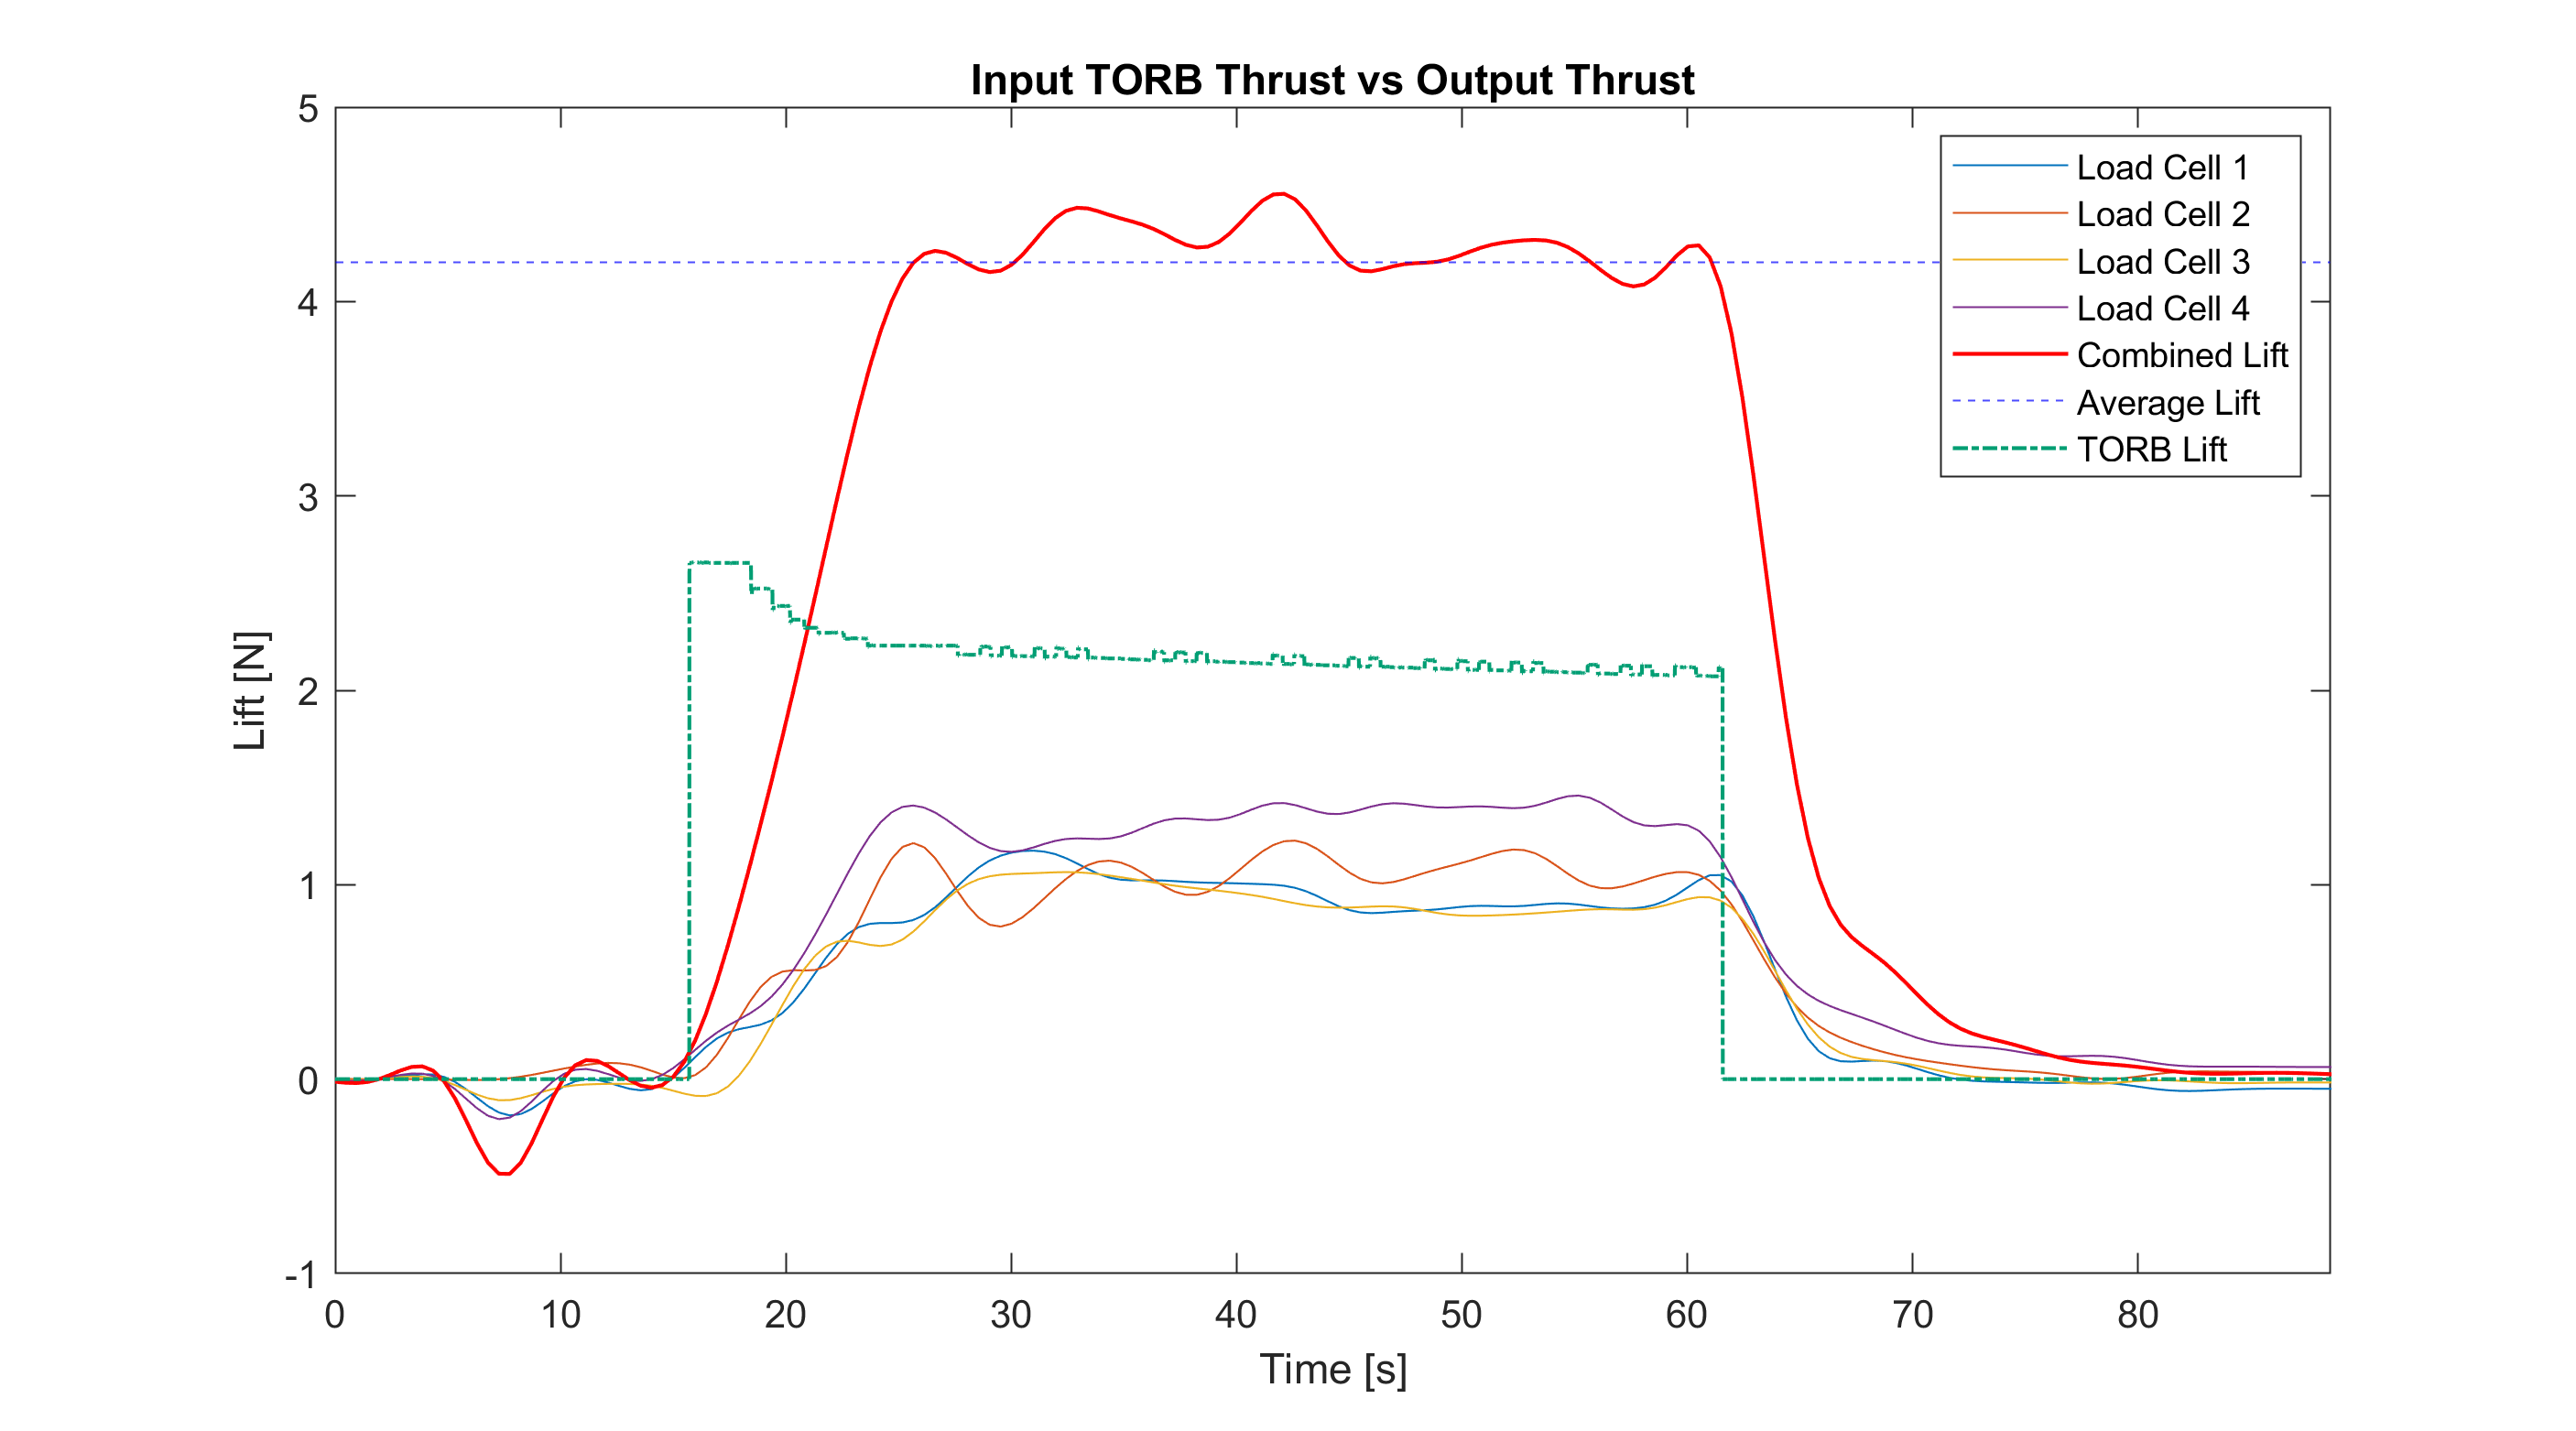 Input TORB Thrust vs Output Thrust
5
4
3
2
1
0
-1
Lift [N]
Load Cell 1
Load Cell 2
Load Cell 3
Load Cell 4
Combined Lift
Average Lift
TORB Lift
0 10 20 30 40 50 60 70 80
Time [s]